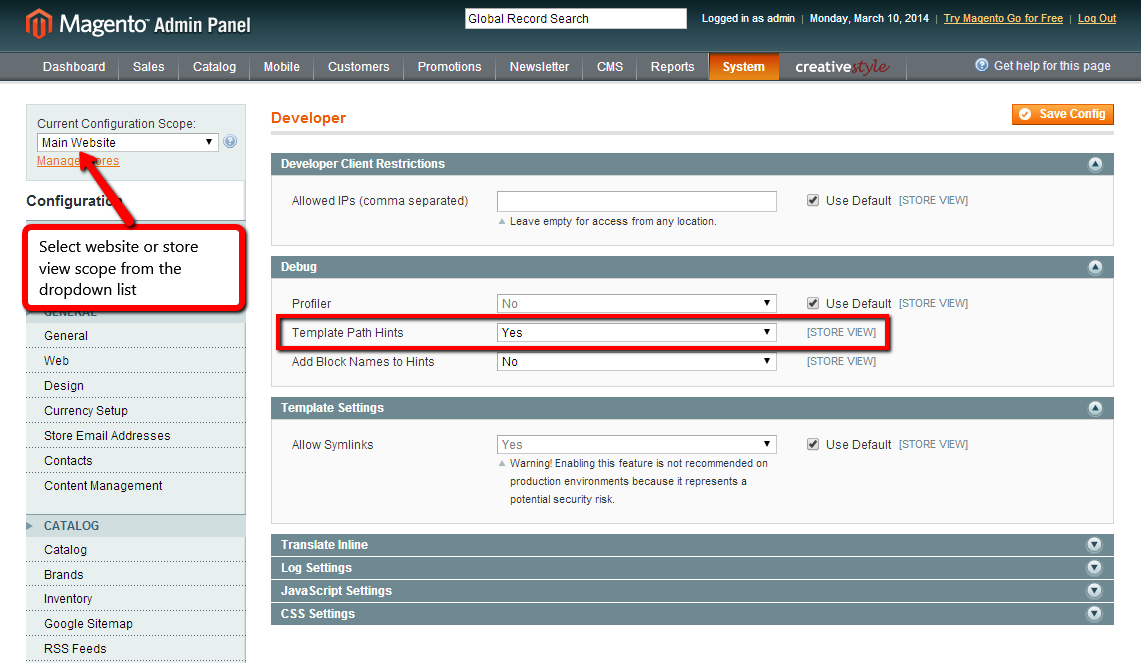 Magento™ Admin Panel
Global Record Search
Logged in as admin | Monday, March 10, 2014 | Try Magento Go for Free | Log Out
Dashboard Sales Catalog Mobile Customers Promotions Newsletter CMS Reports System creativestyle Get help for this page
Current Configuration Scope:
Main Website
Manage
Configuration
Select website or store
view scope from the
dropdown list
GENERAL
General
Web
Design
Currency Setup
Store Email Addresses
Contacts
Content Management
CATALOG
Catalog
Brands
Inventory
Google Sitemap
RSS Feeds
Developer
Save Config
Developer Client Restrictions
Allowed IPs (comma separated) Use Default [STORE VIEW]
Leave empty for access from any location.
Debug
Profiler No Use Default [STORE VIEW]
Template Path Hints Yes [STORE VIEW]
Add Block Names to Hints No [STORE VIEW]
Template Settings
Allow Symlinks Yes Use Default [STORE VIEW]
Warning! Enabling this feature is not recommended on
production environments because it represents a
potential security risk.
Translate Inline
Log Settings
JavaScript Settings
CSS Settings